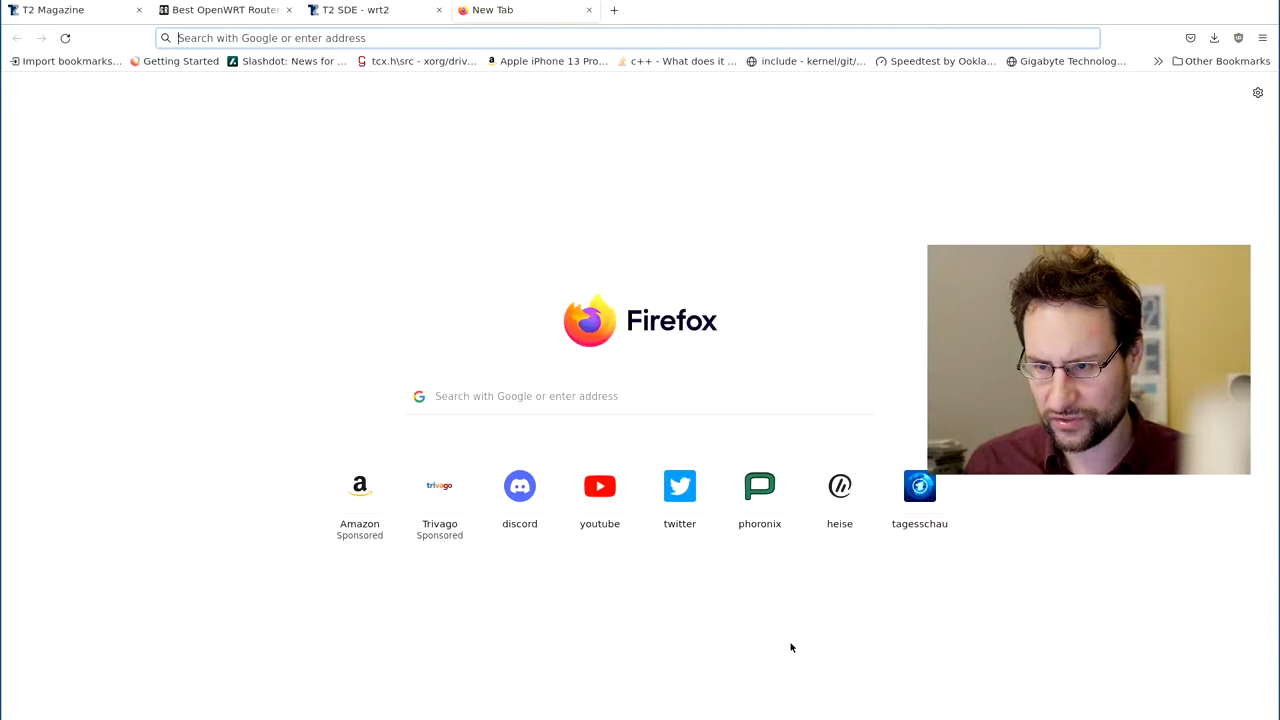 T2 Magazine
Best OpenWRT Router
T2 SDE - wrt2
New Tab
Search with Google or enter address
Import bookmarks...
Getting Started
Slashdot: News for ...
tcx.h\src - xorg/driv...
Apple iPhone 13 Pro...
c++ - What does it ...
include - kernel/git/...
Speedtest by Ookla...
Gigabyte Technolog...
Other Bookmarks
Firefox
Search with Google or enter address
a
trivago
Amazon
Sponsored
Trivago
Sponsored
discord
youtube
twitter
phoronix
heise
tagesschau